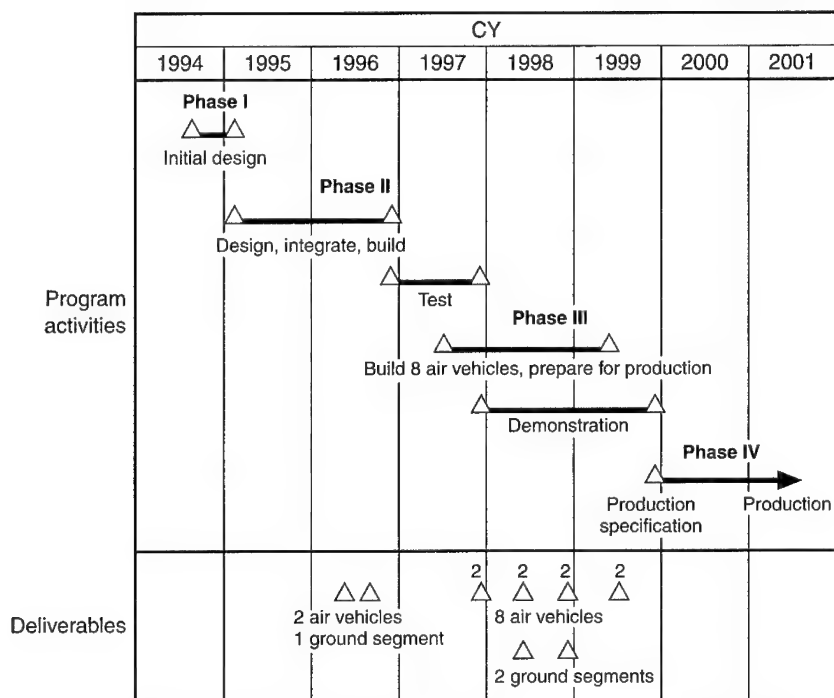 CY
1994 1995 1996 1997 1998 1999 2000 2001
Phase I
Initial design
Phase II
Design, integrate, build
Test
Program
activities
Phase III
Build 8 air vehicles, prepare for production
Demonstration
Phase IV
Production Production
specification
2 2 2 2
Deliverables
2 air vehicles 8 air vehicles
1 ground segment
2 ground segments